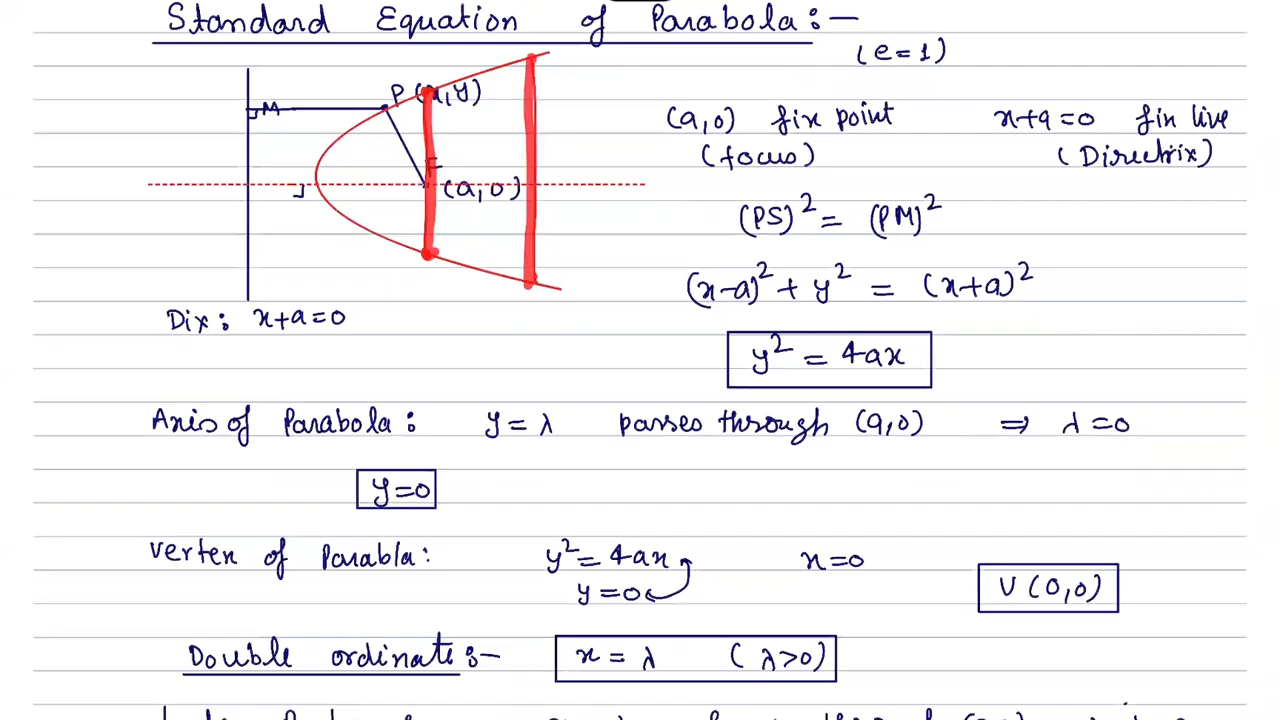 Standard Equation of Parabola:-
(e=1)
P(x,y)
M
F
(a,0)
(a,0) fix point
(focus)
x+a=0 fix line
(Directrix)
(PS)² = (PM)²
(x-a)² + y² = (x+a)²
Dix: x+a=0
y² = 4ax
Axis of Parabola: y=λ passes through (a,0) ⇒ λ=0
y=0
Vertex of Parabla: y²=4ax x=0
y=0
V(0,0)
Double ordinate:- x=λ (λ>0)